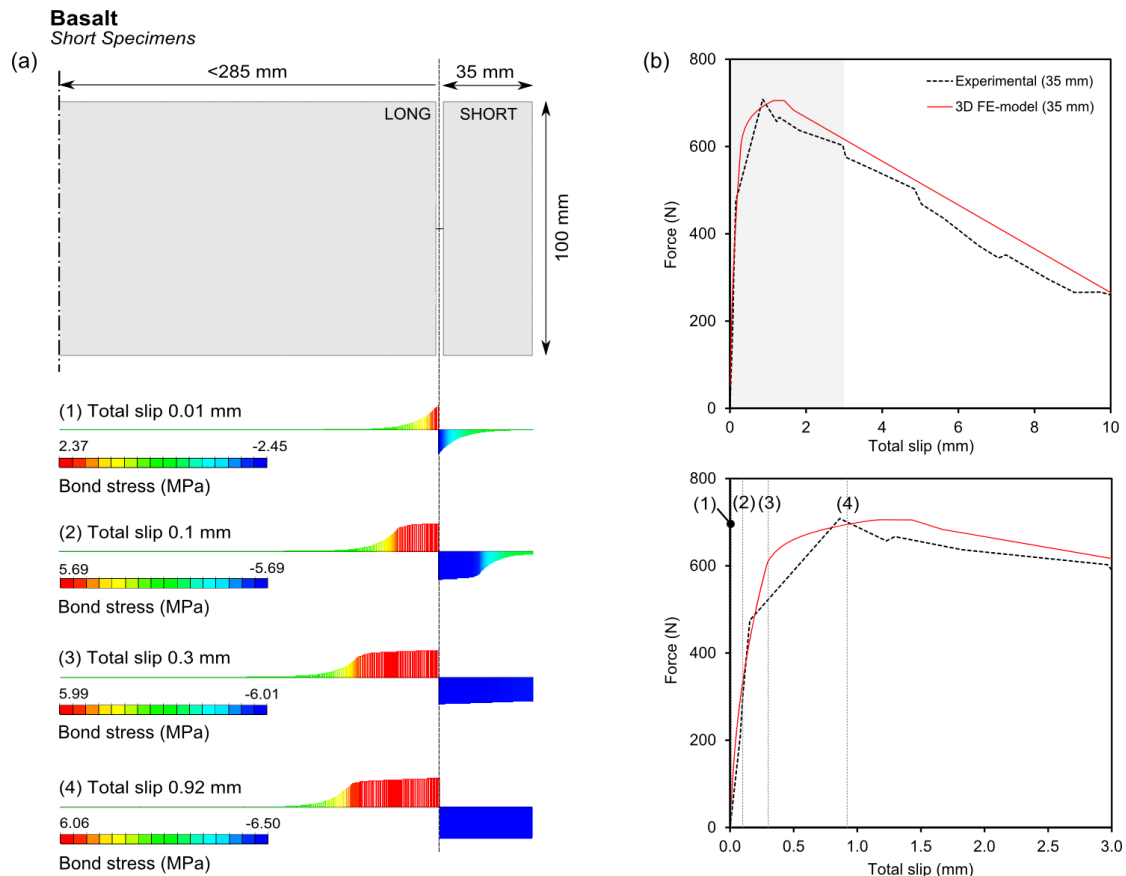 Basalt
Short Specimens
(a)
<285 mm
35 mm
LONG
SHORT
100 mm
(1) Total slip 0.01 mm
2.37 -2.45
Bond stress (MPa)
(2) Total slip 0.1 mm
5.69 -5.69
Bond stress (MPa)
(3) Total slip 0.3 mm
5.99 -6.01
Bond stress (MPa)
(4) Total slip 0.92 mm
6.06 -6.50
Bond stress (MPa)
(b)
800
600
400
200
0
Force (N)
Experimental (35 mm)
3D FE-model (35 mm)
0 2 4 6 8 10
Total slip (mm)
800
600
400
200
0
Force (N)
(1) (2) (3) (4)
0.0 0.5 1.0 1.5 2.0 2.5 3.0
Total slip (mm)